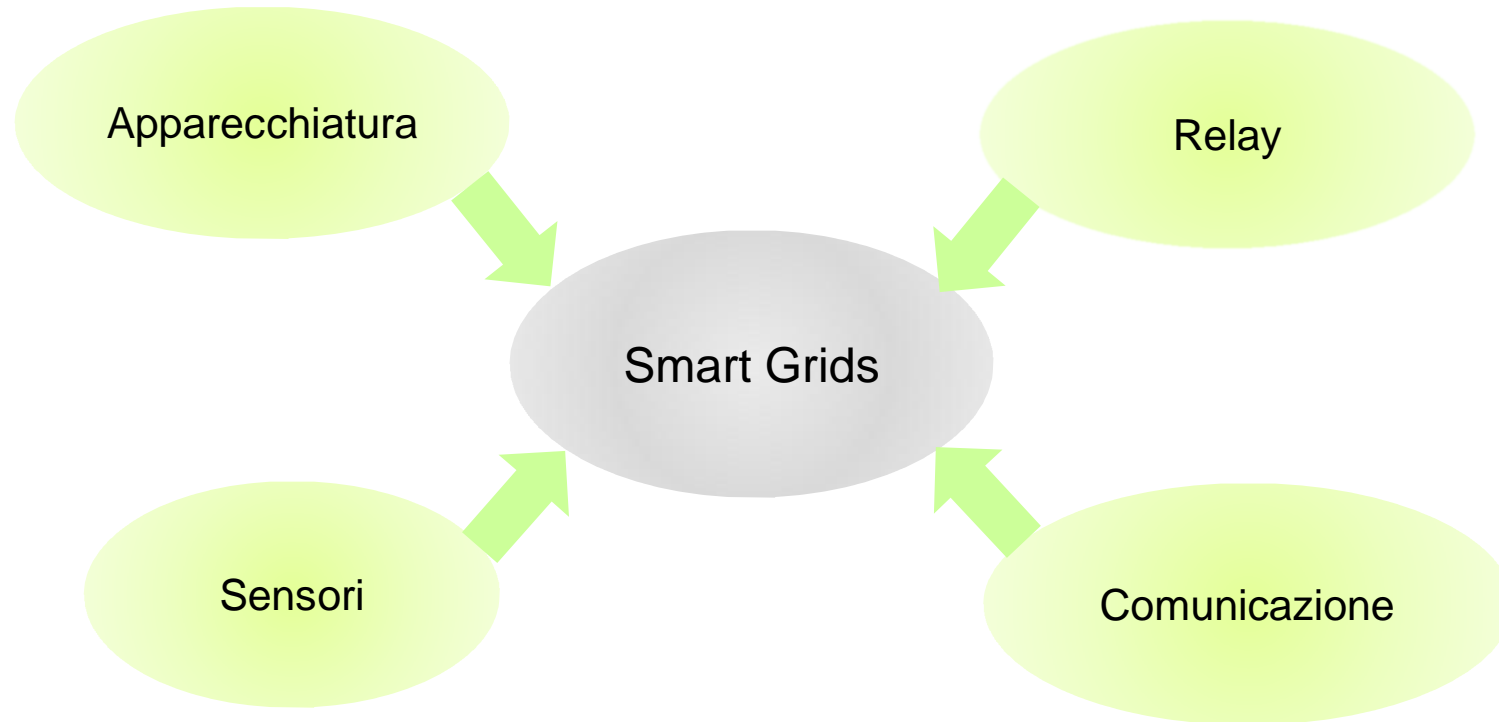 Apparecchiatura
Relay
Smart Grids
Sensori
Comunicazione